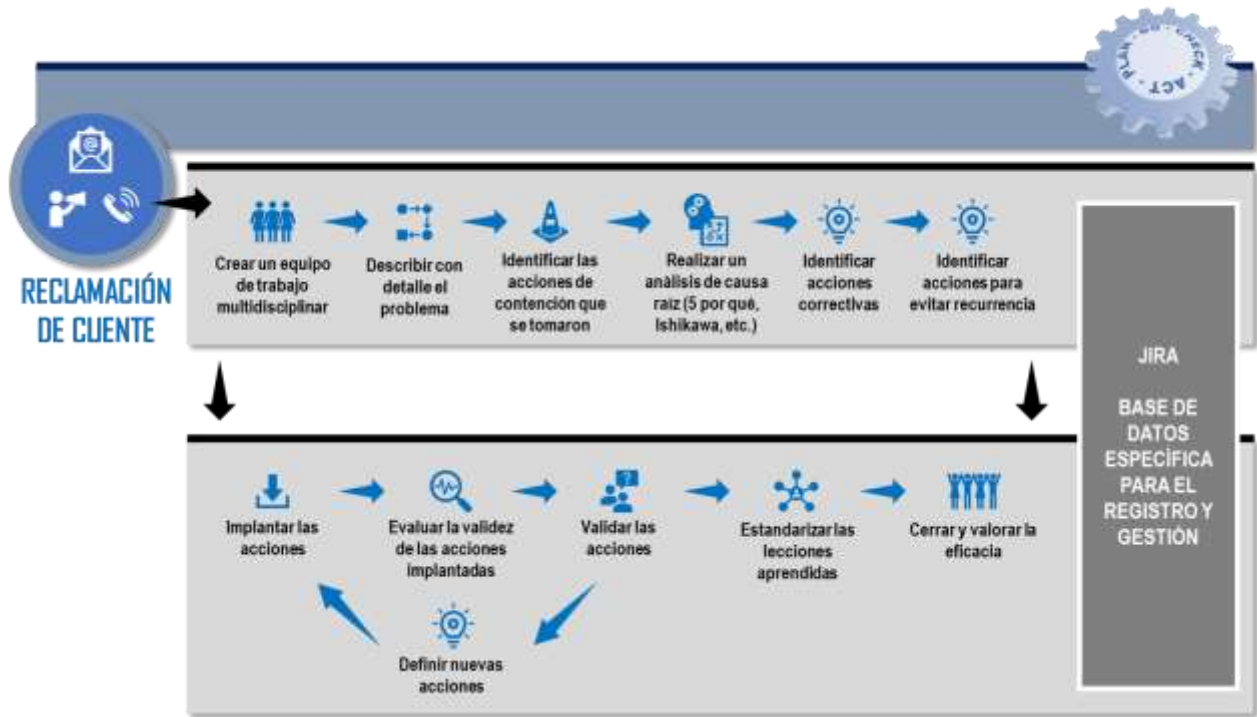 PLAN - DO - CHECK - ACT -
@
RECLAMACIÓN
DE CLIENTE
Crear un equipo
de trabajo
multidisciplinar
Describir con
detalle el
problema
Identificar las
acciones de
contención que
se tomaron
Realizar un
análisis de causa
raíz (5 por qué,
Ishikawa, etc.)
Identificar
acciones
correctivas
Identificar
acciones para
evitar recurrencia
JIRA
BASE DE
DATOS
ESPECÍFICA
PARA EL
REGISTRO Y
GESTIÓN
Implantar las
acciones
Evaluar la validez
de las acciones
implantadas
?
Validar las
acciones
Estandarizar las
lecciones
aprendidas
Cerrar y valorar la
eficacia
Definir nuevas
acciones